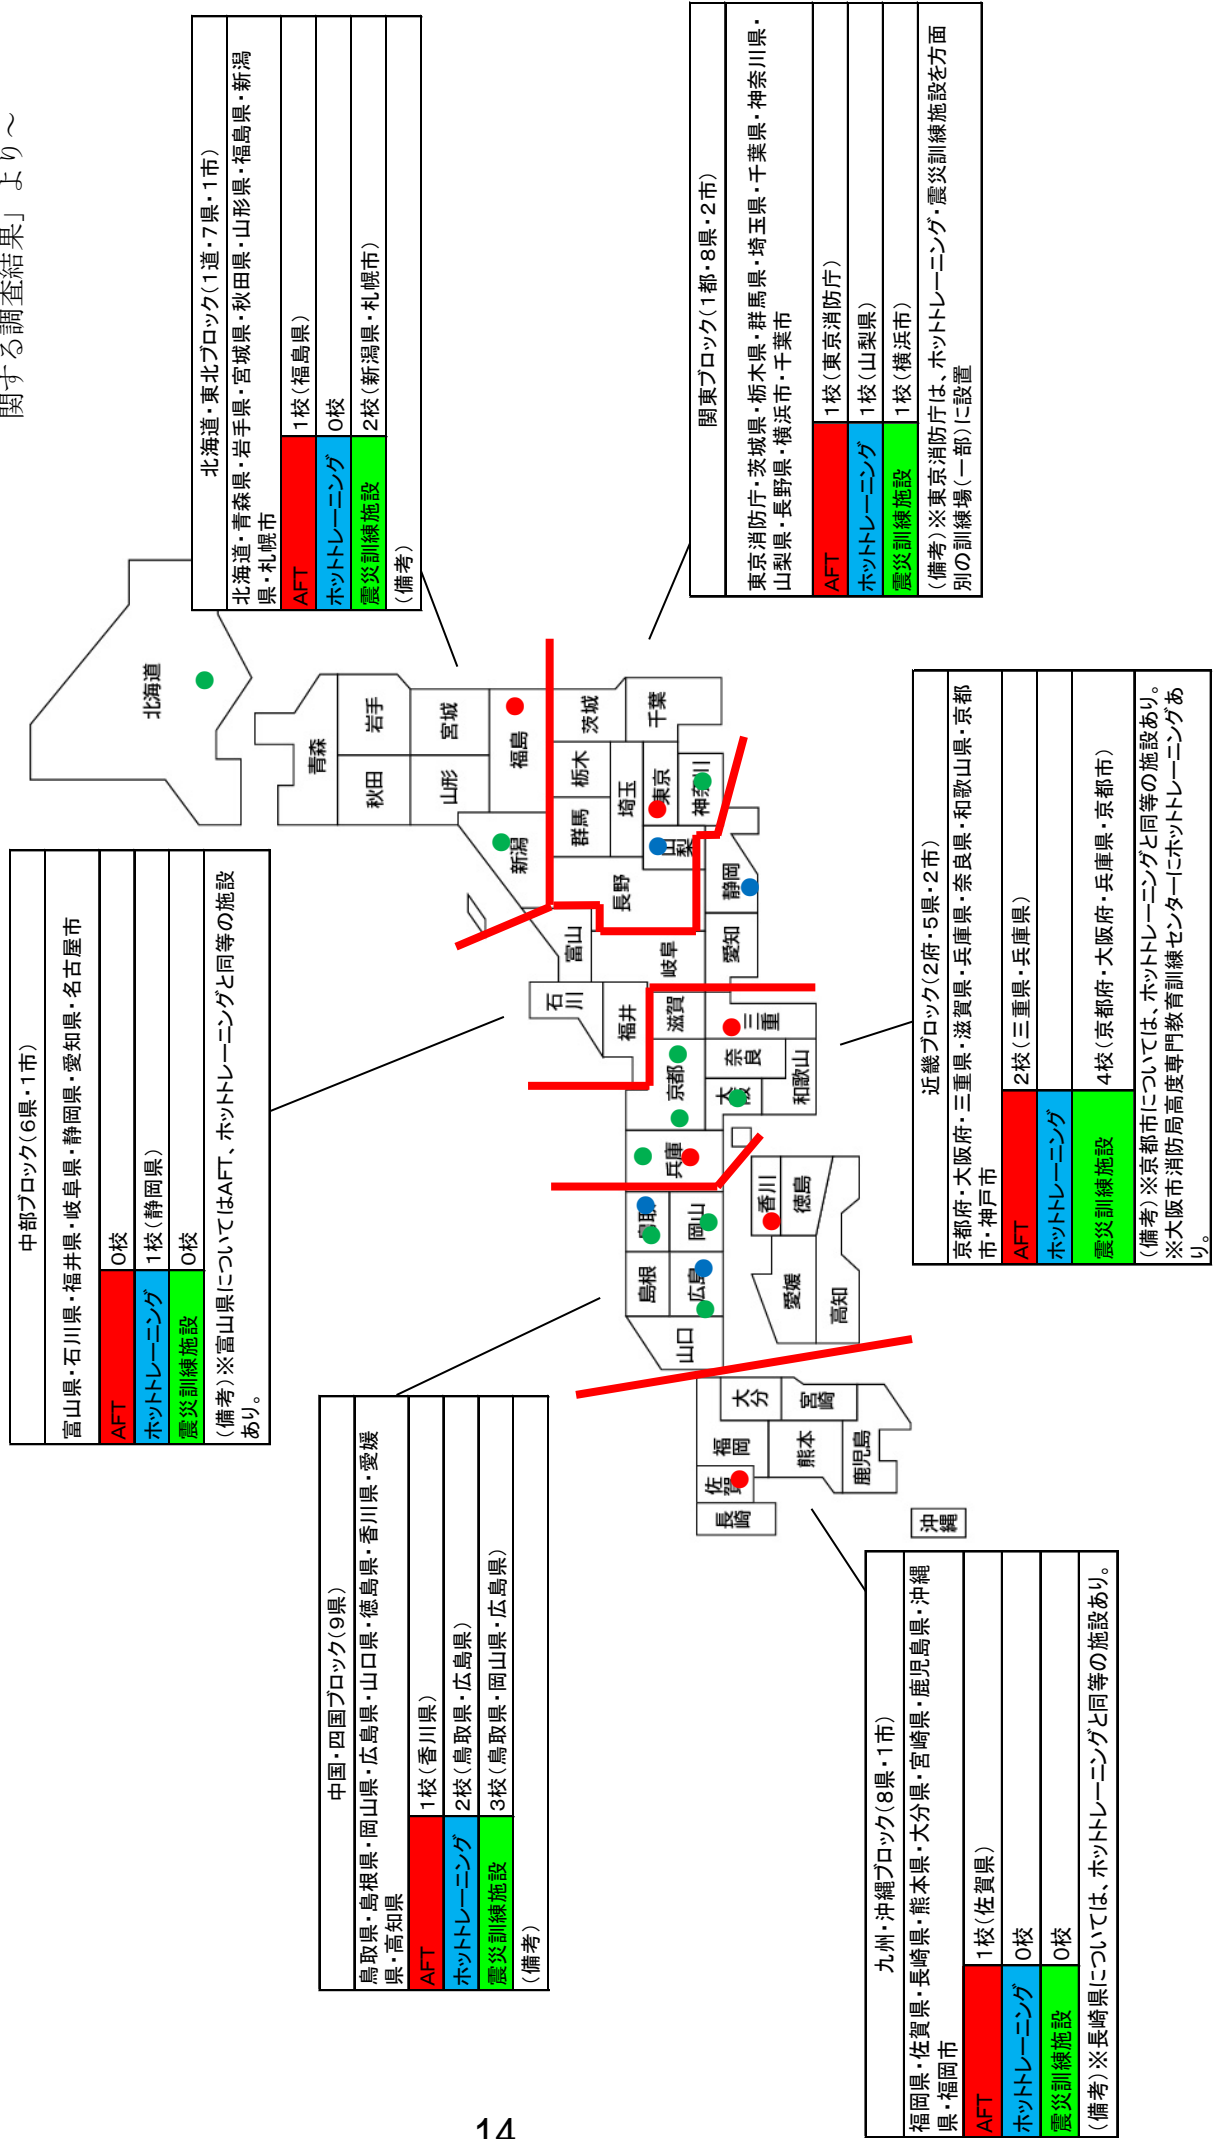 関する調査結果」より～
北海道・東北ブロック（1道・7県・1市）
北海道・青森県・岩手県・宮城県・秋田県・山形県・福島県・新潟
県・札幌市
AFT 1校（福島県）
ホットトレーニング 0校
震災訓練施設 2校（新潟県・札幌市）
（備考）
関東ブロック（1都・8県・2市）
東京消防庁・茨城県・栃木県・群馬県・埼玉県・千葉県・神奈川県・
山梨県・長野県・横浜市・千葉市
AFT 1校（東京消防庁）
ホットトレーニング 1校（山梨県）
震災訓練施設 1校（横浜市）
（備考）※東京消防庁は、ホットトレーニング・震災訓練施設を方面
別の訓練場（一部）に設置
中部ブロック（6県・1市）
富山県・石川県・福井県・岐阜県・静岡県・愛知県・名古屋市
AFT 0校
ホットトレーニング 1校（静岡県）
震災訓練施設 0校
（備考）※富山県についてはAFT、ホットトレーニングと同等の施設
あり。
近畿ブロック（2府・5県・2市）
京都府・大阪府・三重県・滋賀県・兵庫県・奈良県・和歌山県・京都
市・神戸市
AFT 2校（三重県・兵庫県）
ホットトレーニング
震災訓練施設 4校（京都府・大阪府・兵庫県・京都市）
（備考）※京都市については、ホットトレーニングと同等の施設あり。
※大阪市消防局高度専門教育訓練センターにホットトレーニングあ
り。
中国・四国ブロック（9県）
鳥取県・島根県・岡山県・広島県・山口県・徳島県・香川県・愛媛
県・高知県
AFT 1校（香川県）
ホットトレーニング 2校（鳥取県・広島県）
震災訓練施設 3校（鳥取県・岡山県・広島県）
（備考）
九州・沖縄ブロック（8県・1市）
福岡県・佐賀県・長崎県・熊本県・大分県・宮崎県・鹿児島県・沖縄
県・福岡市
AFT 1校（佐賀県）
ホットトレーニング 0校
震災訓練施設 0校
（備考）※長崎県については、ホットトレーニングと同等の施設あり。
北海道
青森
秋田
岩手
山形
宮城
新潟
福島
群馬
栃木
茨城
埼玉
千葉
東京
神奈川
山梨
長野
静岡
愛知
岐阜
富山
石川
福井
滋賀
三重
奈良
和歌山
京都
大阪
兵庫
鳥取
岡山
島根
広島
山口
香川
徳島
愛媛
高知
大分
宮崎
福岡
熊本
鹿児島
佐賀
長崎
沖縄
14